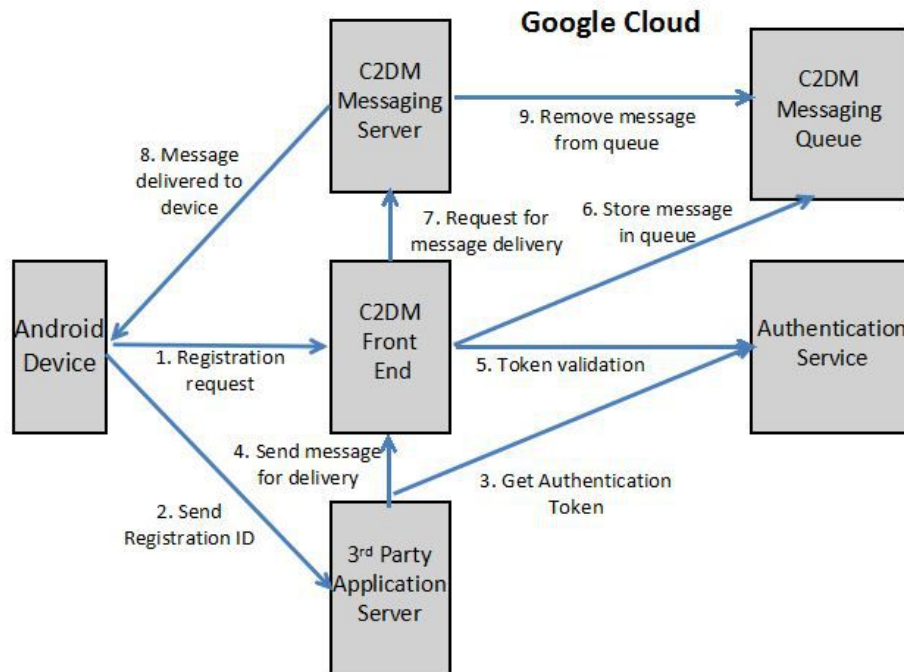 Google Cloud
C2DM
Messaging
Server
C2DM
Messaging
Queue
9. Remove message
from queue
8. Message
delivered to
device
7. Request for
message delivery
6. Store message
in queue
Android
Device
C2DM
Front
End
Authentication
Service
1. Registration
request
5. Token validation
4. Send message
for delivery
3. Get Authentication
Token
2. Send
Registration ID
3rd Party
Application
Server